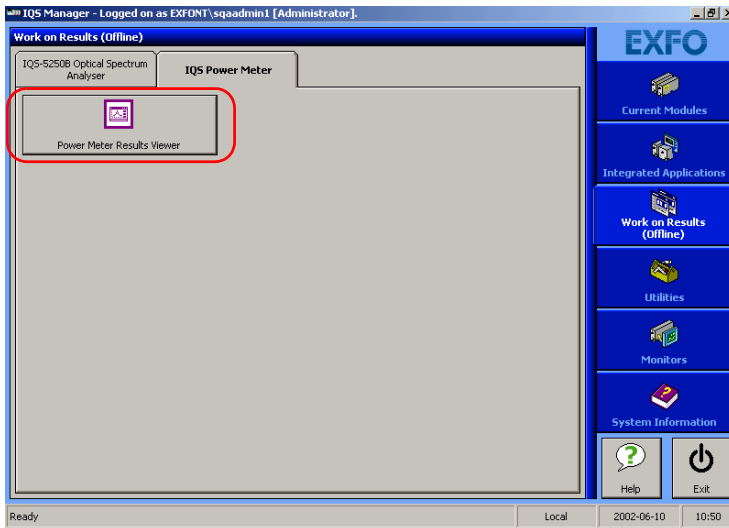 IQS Manager - Logged on as EXFONT\sqaadmin1 [Administrator].
Work on Results (Offline)
EXFO
IQS-5250B Optical Spectrum
Analyser
IQS Power Meter
Power Meter Results Viewer
Current Modules
Integrated Applications
Work on Results
(Offline)
Utilities
Monitors
System Information
Help
Exit
Ready
Local
2002-06-10
10:50